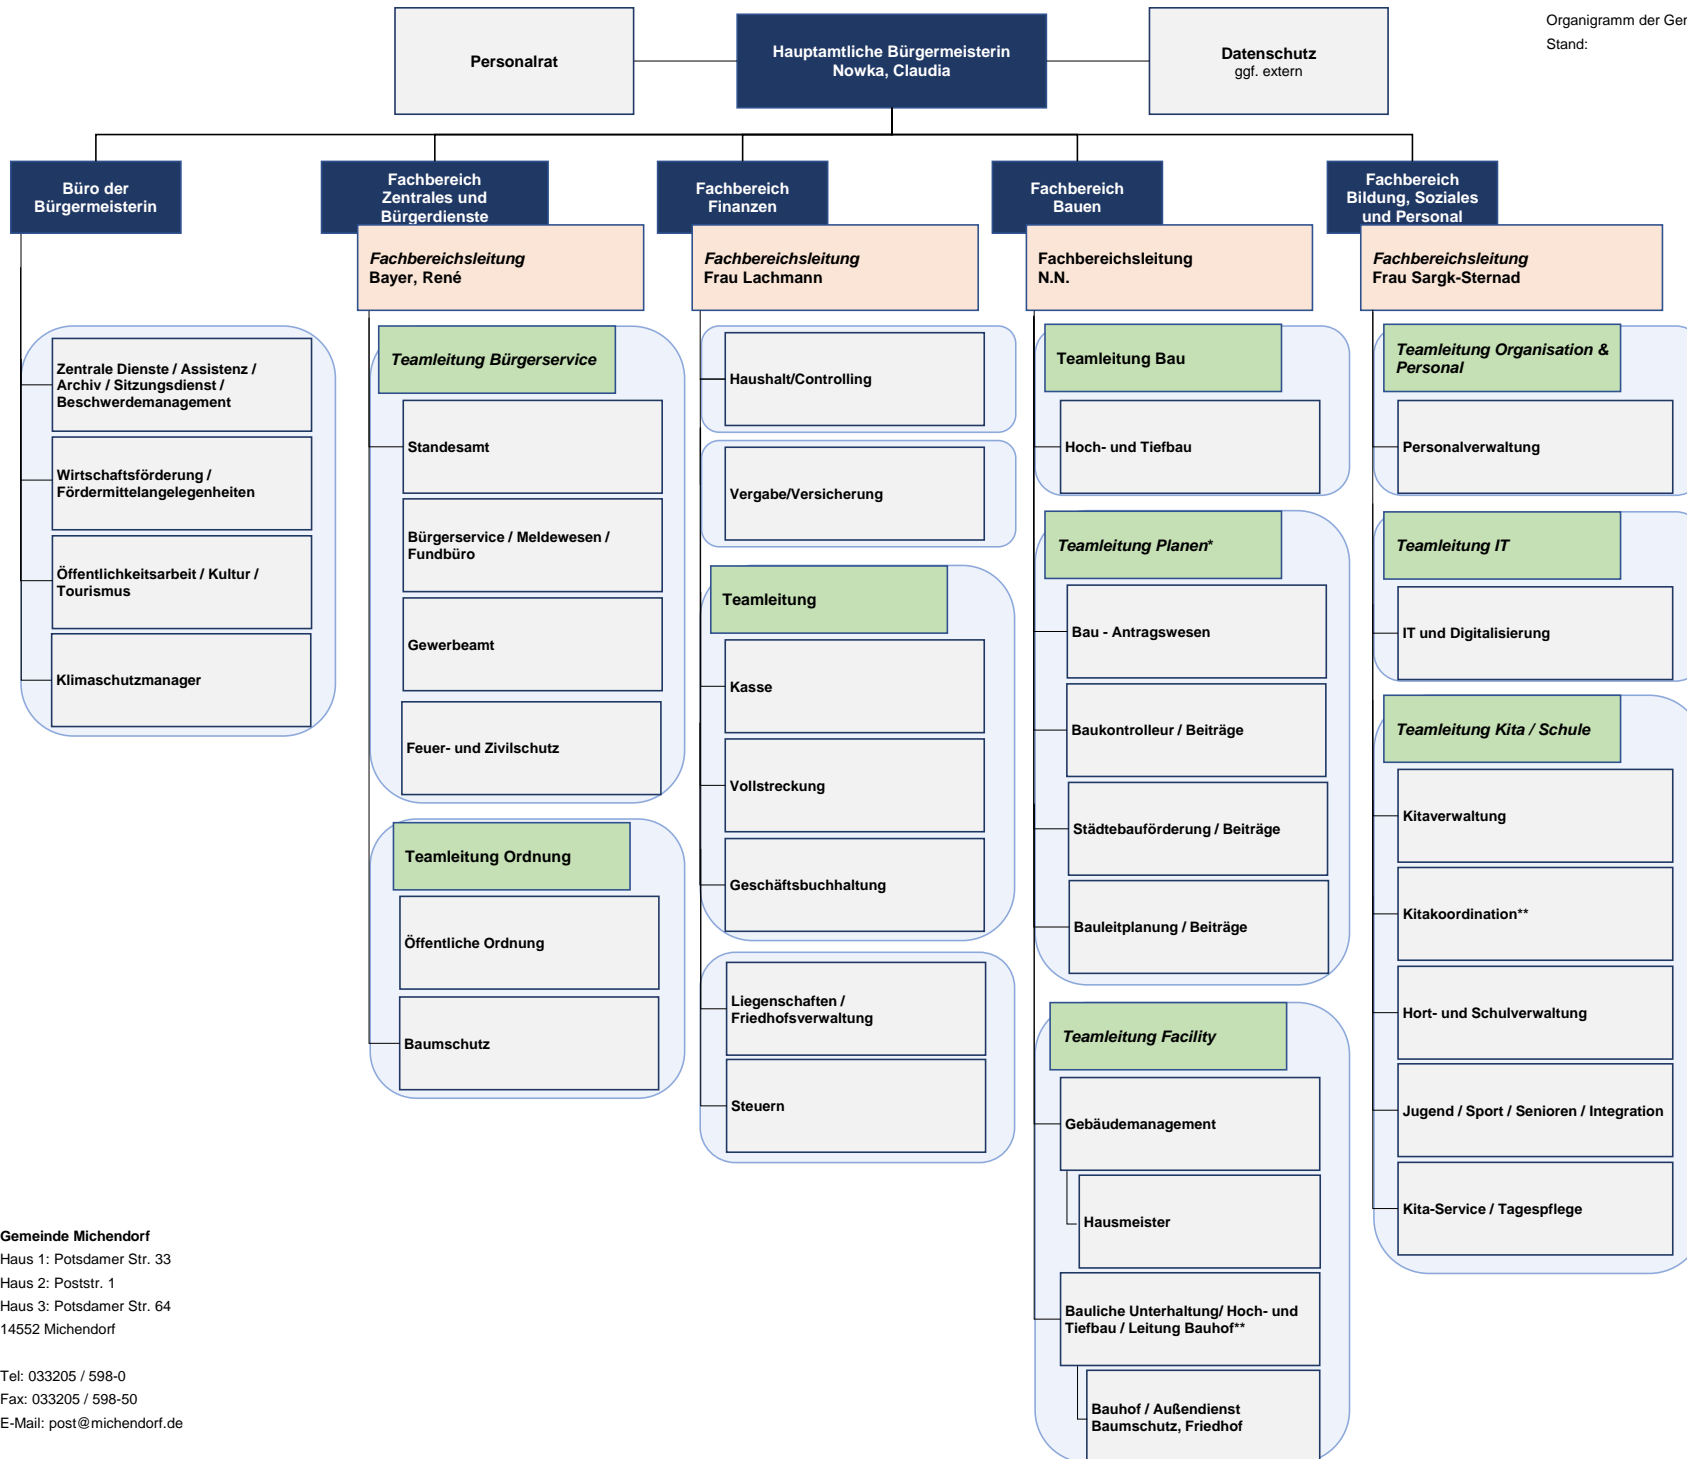 Organigramm der
Stand:
Personalrat
Hauptamtliche Bürgermeisterin
Nowka, Claudia
Datenschutz
ggf. extern
Büro der
Bürgermeisterin
Zentrale Dienste / Assistenz /
Archiv / Sitzungsdienst /
Beschwerdemanagement
Wirtschaftsförderung /
Fördermittelangelegenheiten
Öffentlichkeitsarbeit / Kultur /
Tourismus
Klimaschutzmanager
Fachbereich
Zentrales und
Bürgerdienste
Fachbereichsleitung
Bayer, René
Teamleitung Bürgerservice
Standesamt
Bürgerservice / Meldewesen /
Fundbüro
Gewerbeamt
Feuer- und Zivilschutz
Teamleitung Ordnung
Öffentliche Ordnung
Baumschutz
Fachbereich
Finanzen
Fachbereichsleitung
Frau Lachmann
Haushalt/Controlling
Vergabe/Versicherung
Teamleitung
Kasse
Vollstreckung
Geschäftsbuchhaltung
Liegenschaften /
Friedhofsverwaltung
Steuern
Fachbereich
Bauen
Fachbereichsleitung
N.N.
Teamleitung Bau
Hoch- und Tiefbau
Teamleitung Planen*
Bau - Antragswesen
Baukontrolleur / Beiträge
Städtebauförderung / Beiträge
Bauleitplanung / Beiträge
Teamleitung Facility
Gebäudemanagement
Hausmeister
Bauliche Unterhaltung/ Hoch- und
Tiefbau / Leitung Bauhof**
Bauhof / Außendienst
Baumschutz, Friedhof
Fachbereich
Bildung, Soziales
und Personal
Fachbereichsleitung
Frau Sargk-Sternad
Teamleitung Organisation &
Personal
Personalverwaltung
Teamleitung IT
IT und Digitalisierung
Teamleitung Kita / Schule
Kitaverwaltung
Kitakoordination**
Hort- und Schulverwaltung
Jugend / Sport / Senioren / Integration
Kita-Service / Tagespflege
Gemeinde Michendorf
Haus 1: Potsdamer Str. 33
Haus 2: Poststr. 1
Haus 3: Potsdamer Str. 64
14552 Michendorf
Tel: 033205 / 598-0
Fax: 033205 / 598-50
E-Mail: post@michendorf.de